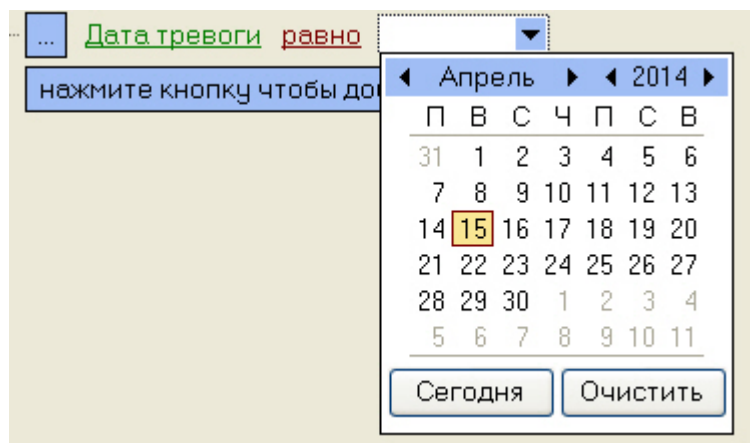 ... Дата тревоги равно
нажмите кнопку чтобы
Апрель 2014
П В С Ч П С В
31 1 2 3 4 5 6
7 8 9 10 11 12 13
14 15 16 17 18 19 20
21 22 23 24 25 26 27
28 29 30 1 2 3 4
5 6 7 8 9 10 11
Сегодня Очистить